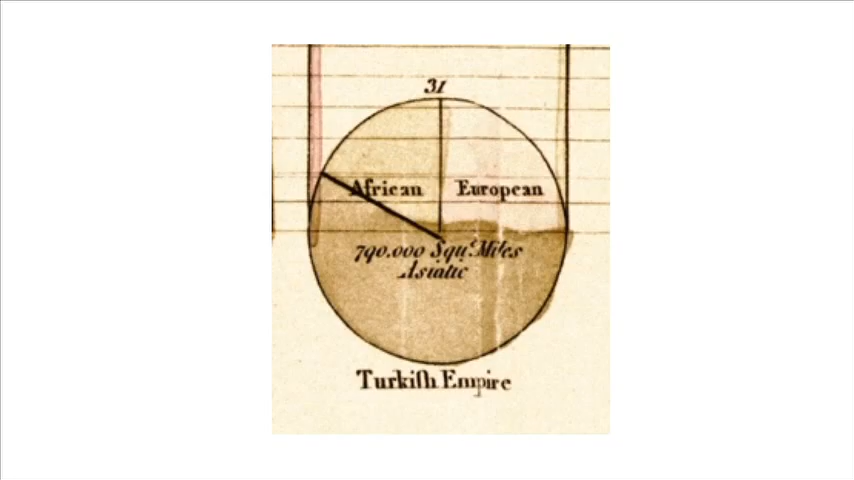 31
African European
790.000 Squ.ͤ Miles
Asiatic
Turkiſh Empire